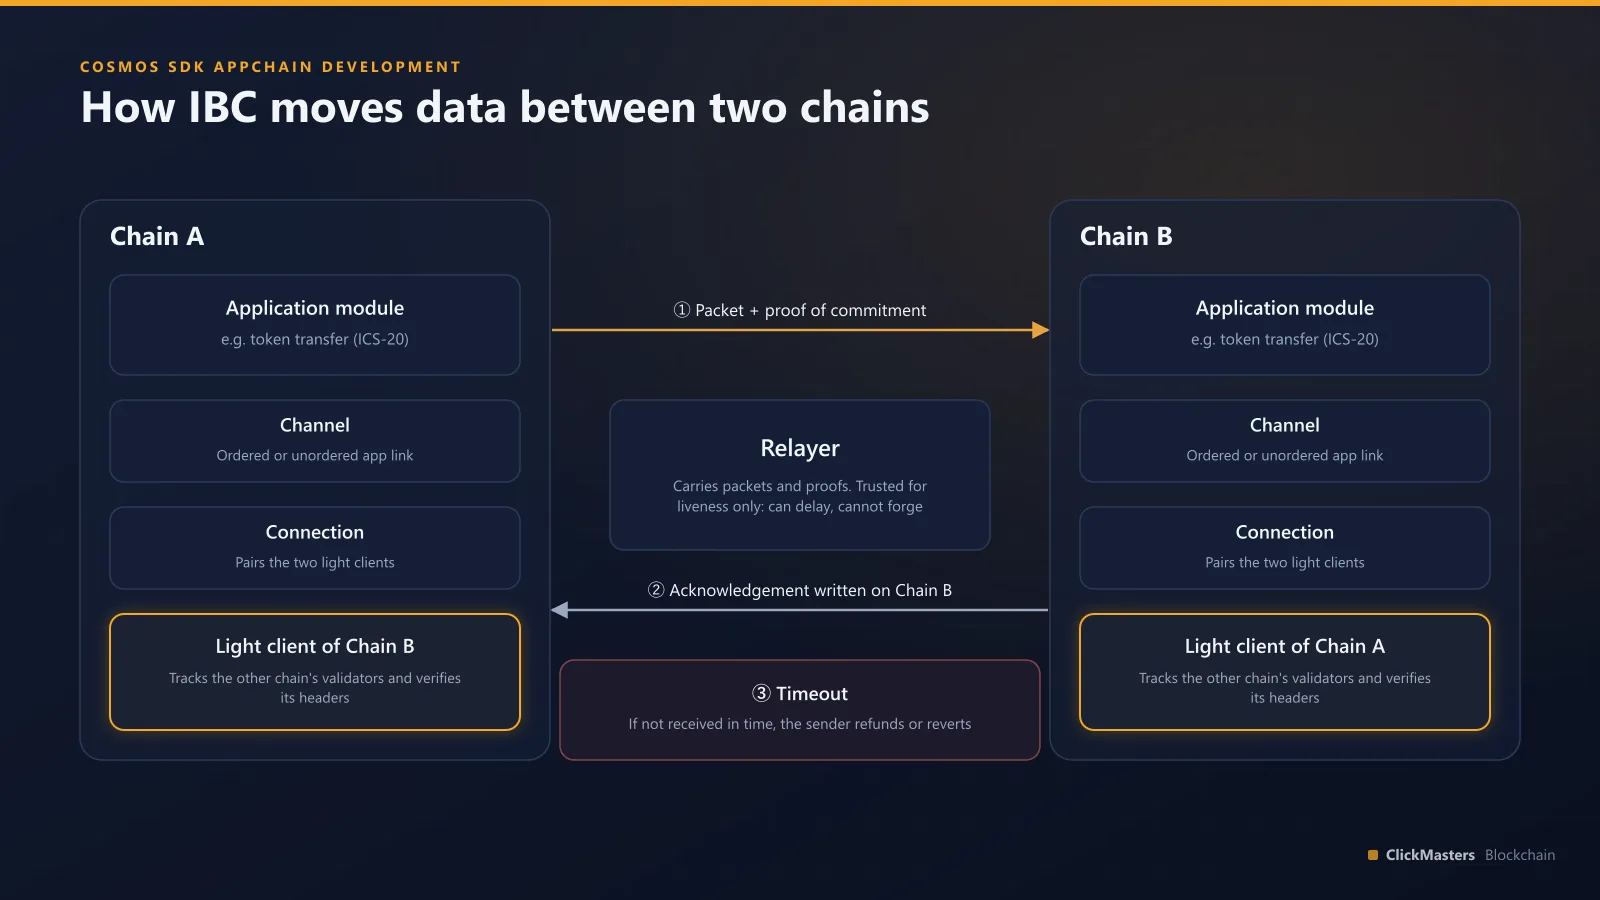 COSMOS SDK APPCHAIN DEVELOPMENT
How IBC moves data between two chains
Chain A
Application module
e.g. token transfer (ICS-20)
Channel
Ordered or unordered app link
Connection
Pairs the two light clients
Light client of Chain B
Tracks the other chain's validators and verifies
its headers
① Packet + proof of commitment
Relayer
Carries packets and proofs. Trusted for
liveness only: can delay, cannot forge
② Acknowledgement written on Chain B
③ Timeout
If not received in time, the sender refunds or reverts
Chain B
Application module
e.g. token transfer (ICS-20)
Channel
Ordered or unordered app link
Connection
Pairs the two light clients
Light client of Chain A
Tracks the other chain's validators and verifies
its headers
ClickMasters Blockchain